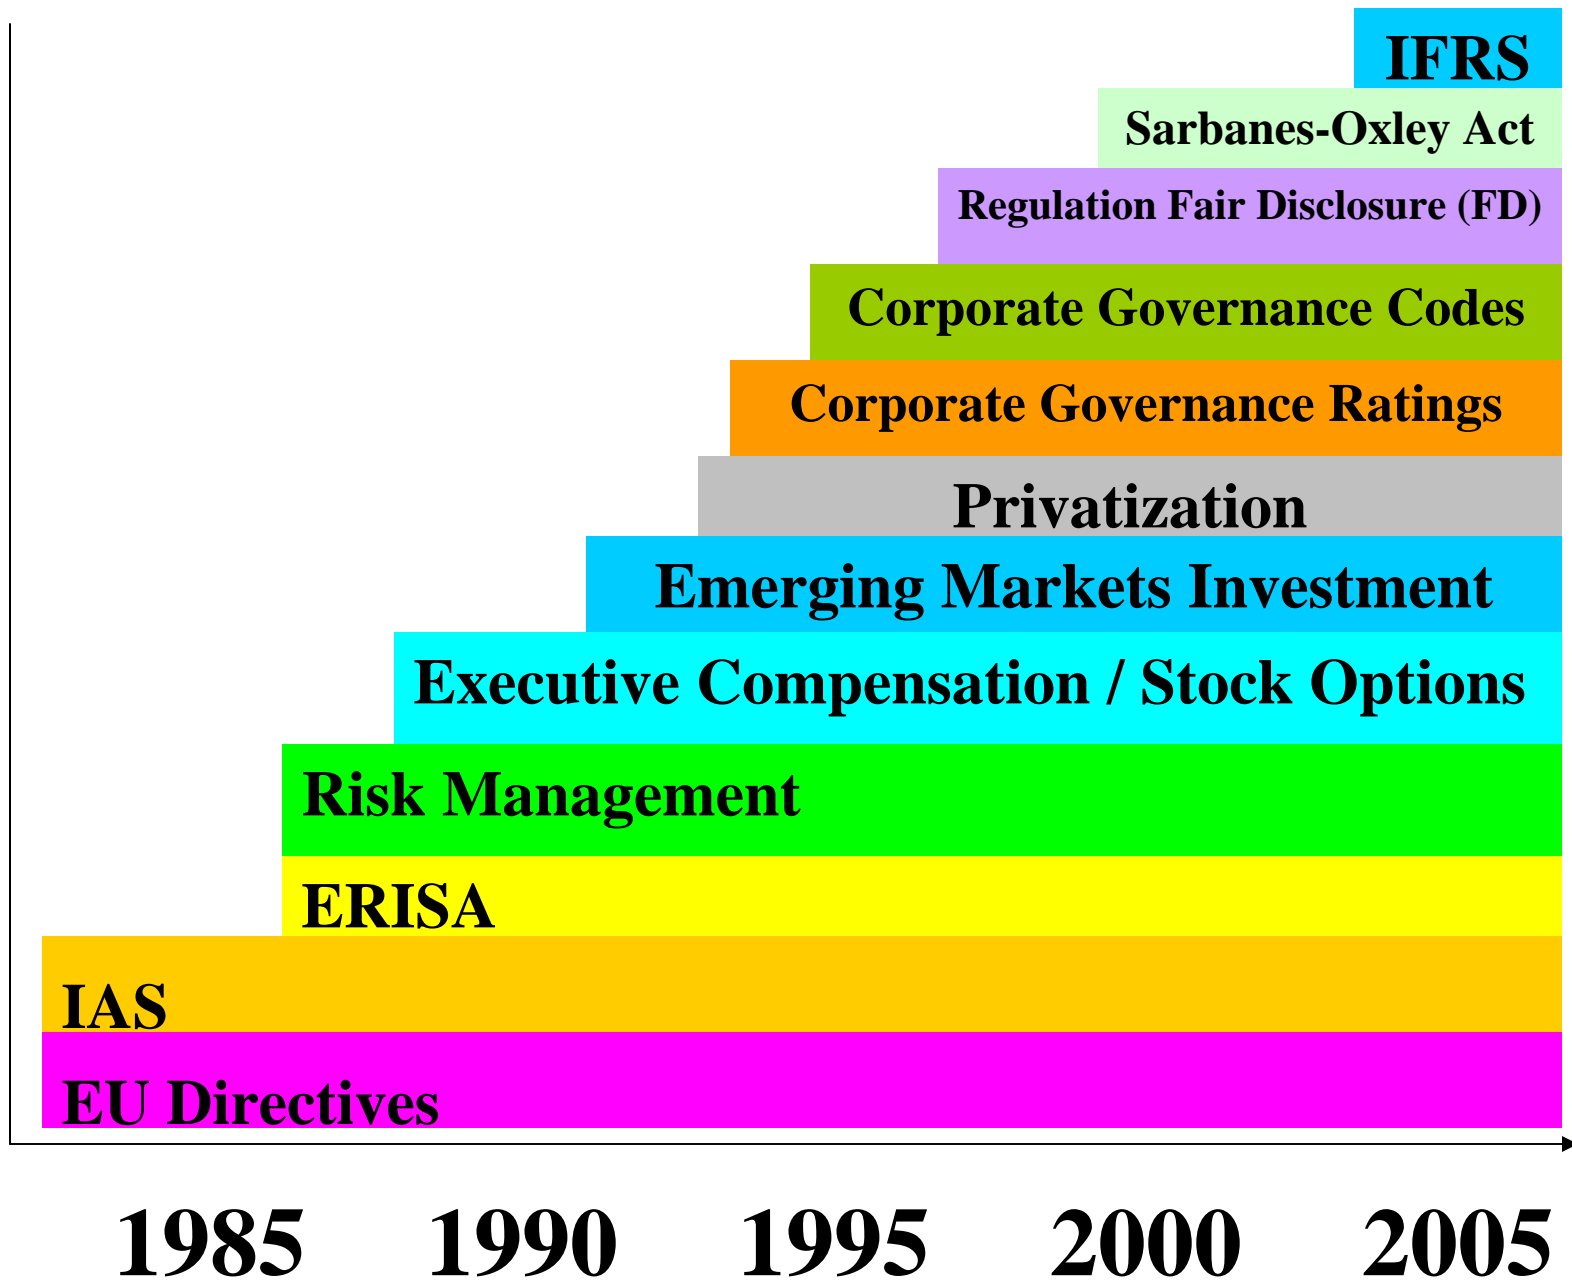 IFRS
Sarbanes-Oxley Act
Regulation Fair Disclosure (FD)
Corporate Governance Codes
Corporate Governance Ratings
Privatization
Emerging Markets Investment
Executive Compensation / Stock Options
Risk Management
ERISA
IAS
EU Directives
1985 1990 1995 2000 2005